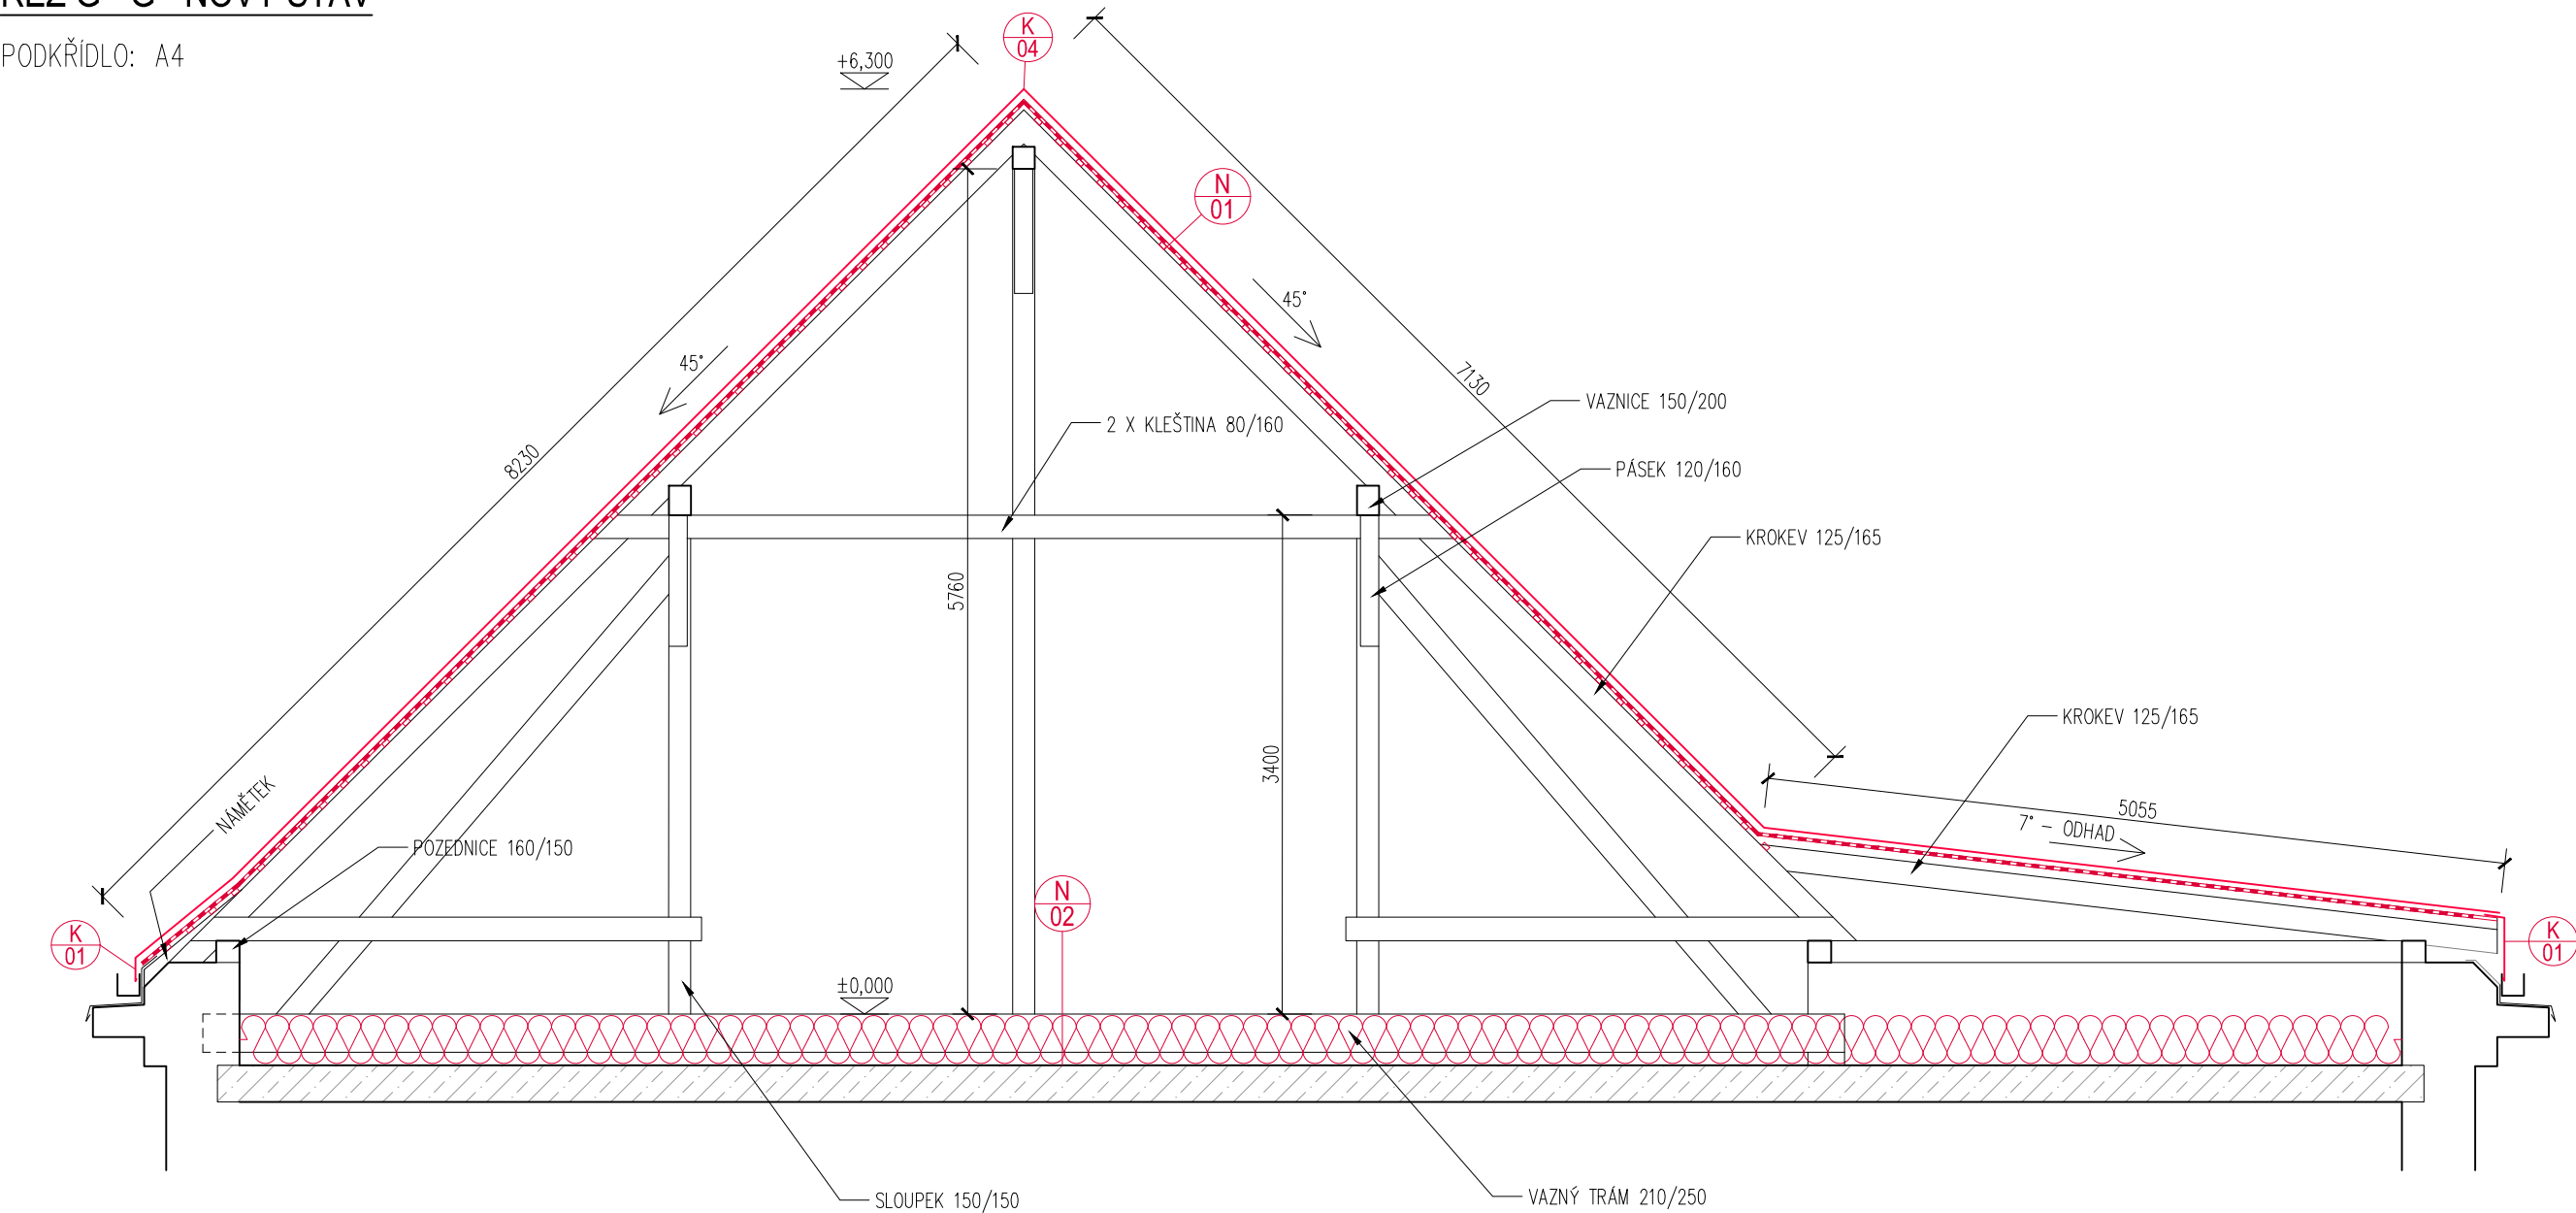 PODKŘÍDLO: A4
K
04
+6,300
N
01
45°
45°
7130
8230
VAZNICE 150/200
2 X KLEŠTINA 80/160
PÁSEK 120/160
KROKEV 125/165
5760
3400
KROKEV 125/165
5055
7° - ODHAD
NÁMĚTEK
POZEDNICE 160/150
N
02
K
01
K
01
±0,000
SLOUPEK 150/150
VAZNÝ TRÁM 210/250